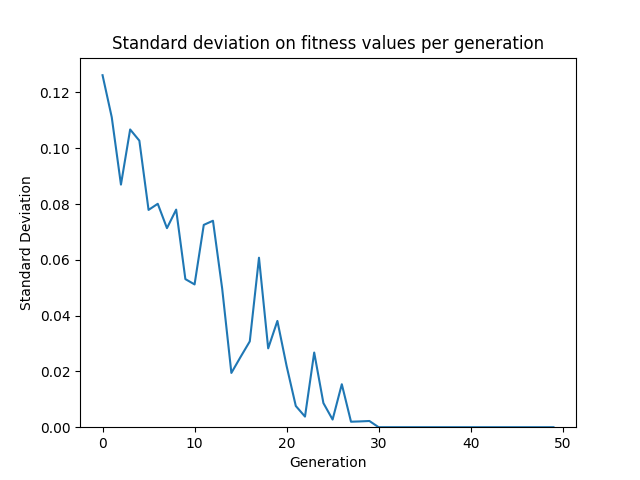 Standard deviation on fitness values per generation
0.12
0.10
0.08
0.06
0.04
0.02
0.00
Standard Deviation
0 10 20 30 40 50
Generation